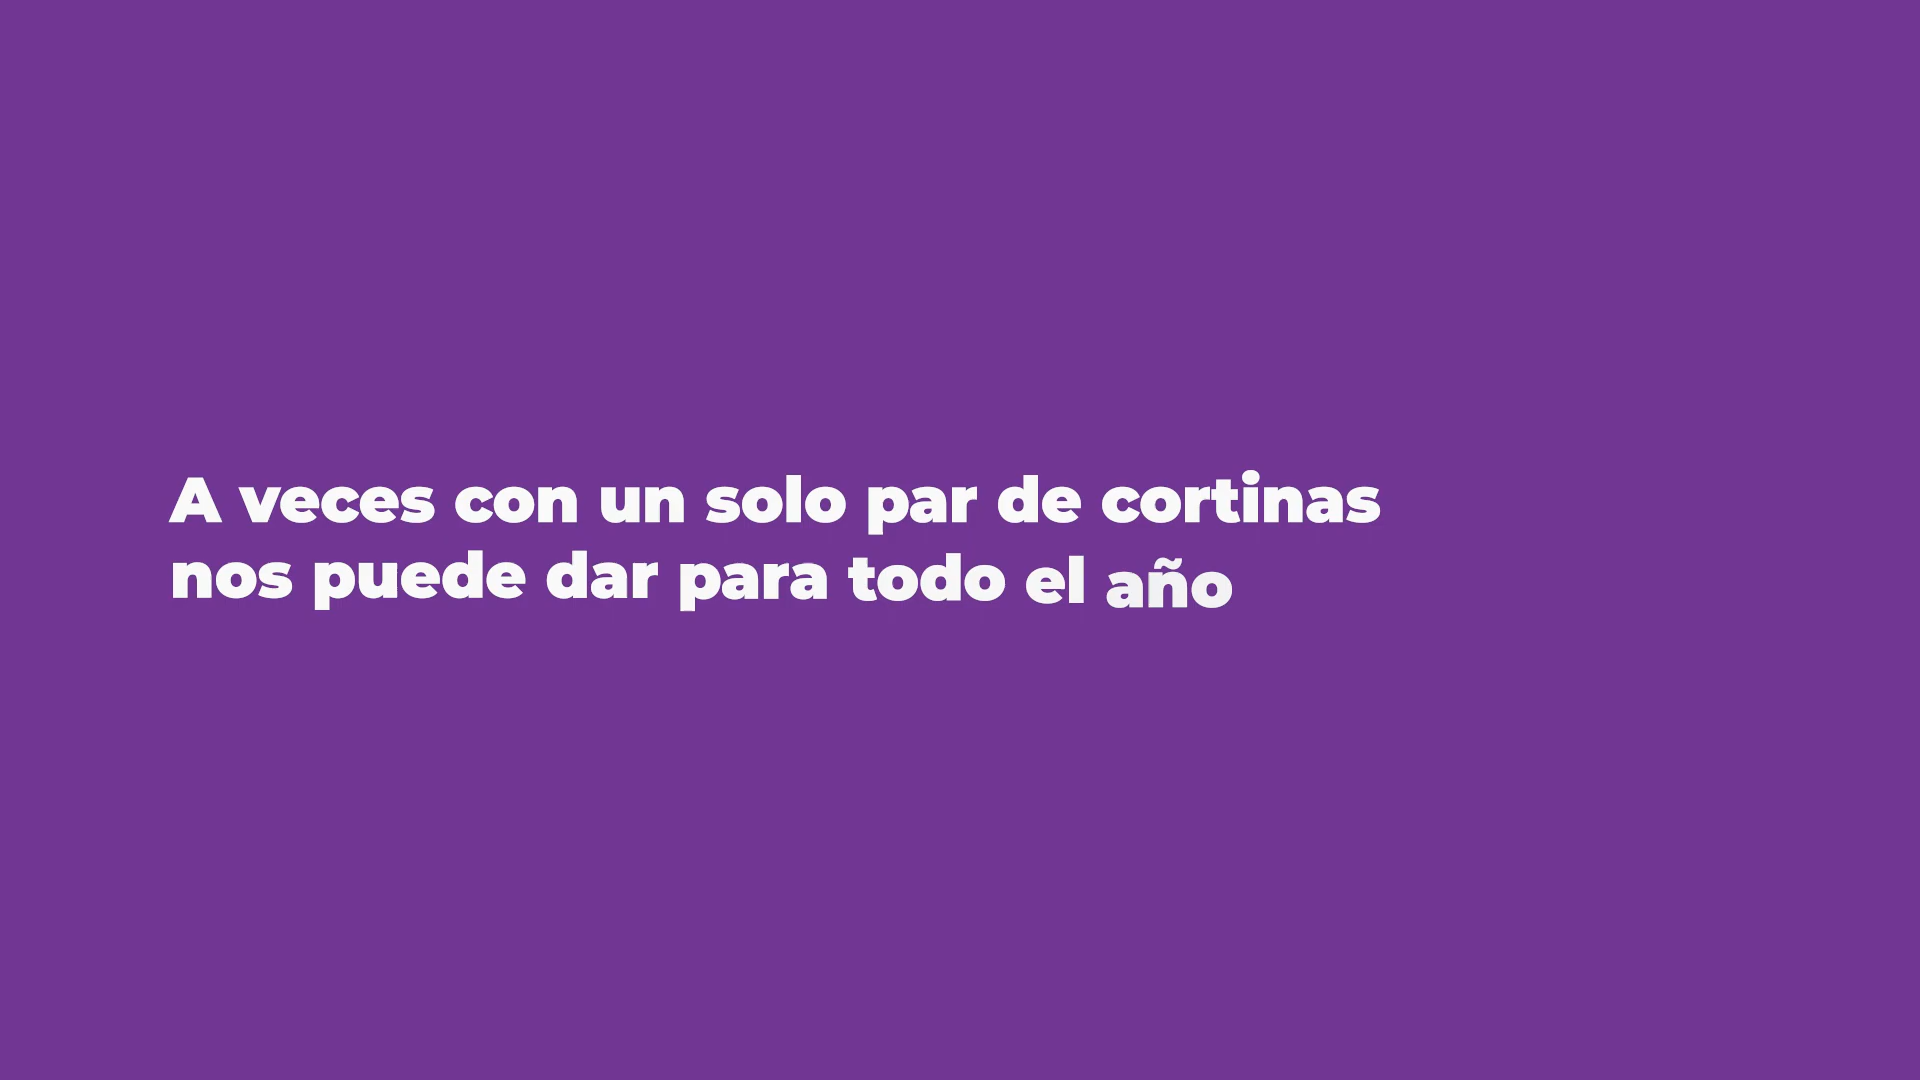 A veces con un solo par de cortinas
nos puede dar para todo el año